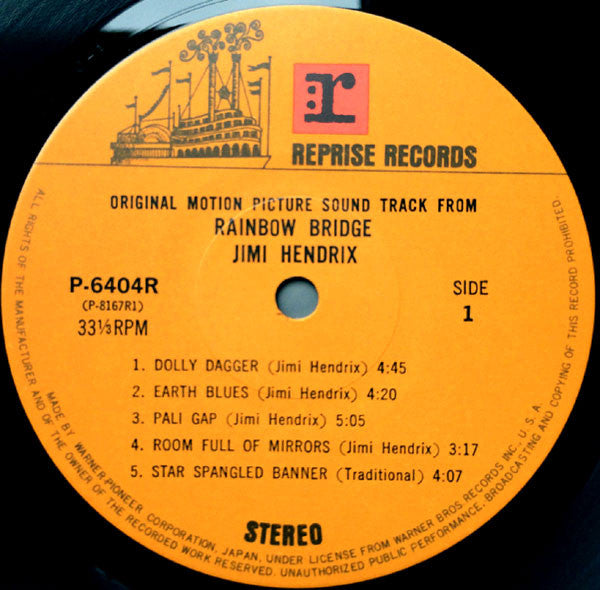 r
REPRISE RECORDS
ORIGINAL MOTION PICTURE SOUND TRACK FROM
RAINBOW BRIDGE
JIMI HENDRIX
P-6404R
(P-8167R1)
33⅓RPM
SIDE
1
1. DOLLY DAGGER (Jimi Hendrix) 4:45
2. EARTH BLUES (Jimi Hendrix) 4:20
3. PALI GAP (Jimi Hendrix) 5:05
4. ROOM FULL OF MIRRORS (Jimi Hendrix) 3:17
5. STAR SPANGLED BANNER (Traditional) 4:07
STEREO
MADE BY WARNER-PIONEER CORPORATION, JAPAN, UNDER LICENSE FROM WARNER BROS. RECORDS INC., U.S.A.
ALL RIGHTS OF THE MANUFACTURER AND OF THE OWNER OF THE RECORDED WORK RESERVED. UNAUTHORIZED PUBLIC PERFORMANCE, BROADCASTING AND COPYING OF THIS RECORD PROHIBITED.